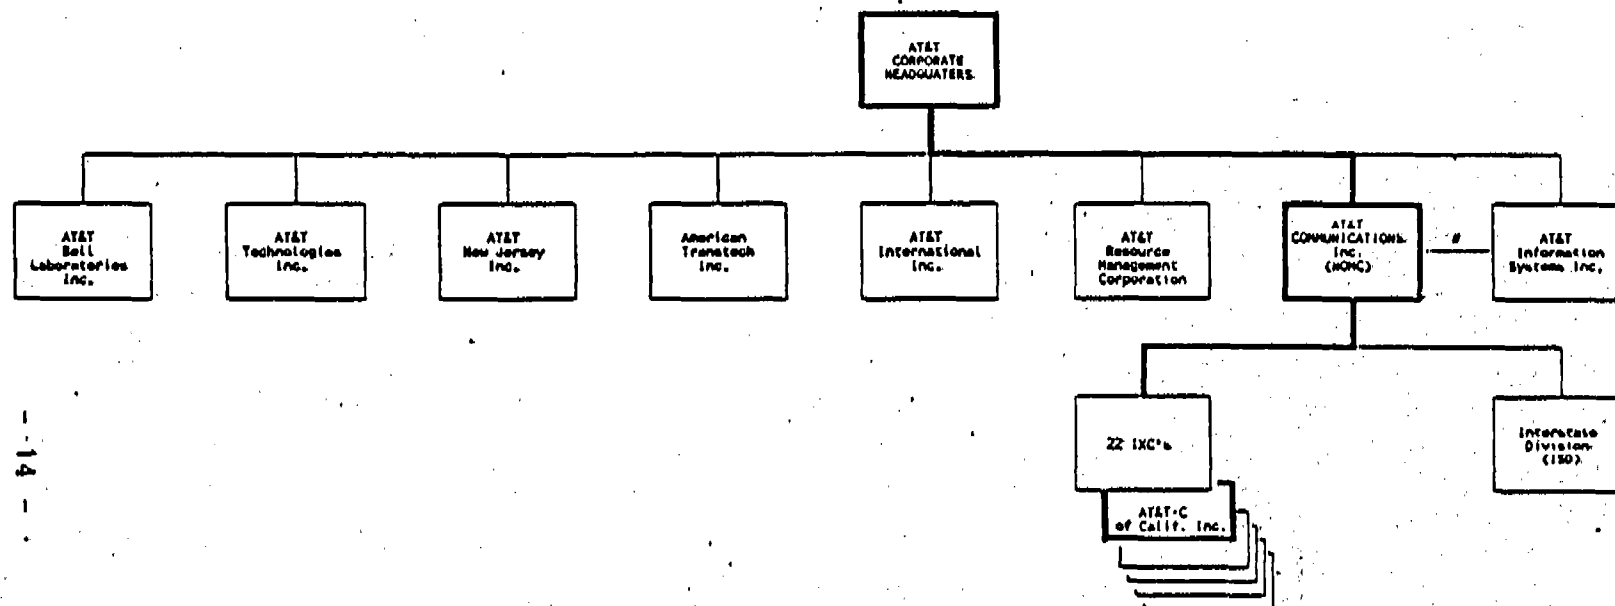 AT&T
CORPORATE
HEADQUATERS
AT&T
Bell
Laboratories
Inc.
AT&T
Technologies
Inc.
AT&T
New Jersey
Inc.
American
Transtech
Inc.
AT&T
International
Inc.
AT&T
Resource
Management
Corporation
AT&T
COMMUNICATIONS
Inc.
(HQMC)
#
AT&T
Information
Systems Inc.
22 IXC's
Interstate
Division
(ISD)
AT&T-C
of Calif. Inc.
- 14 -